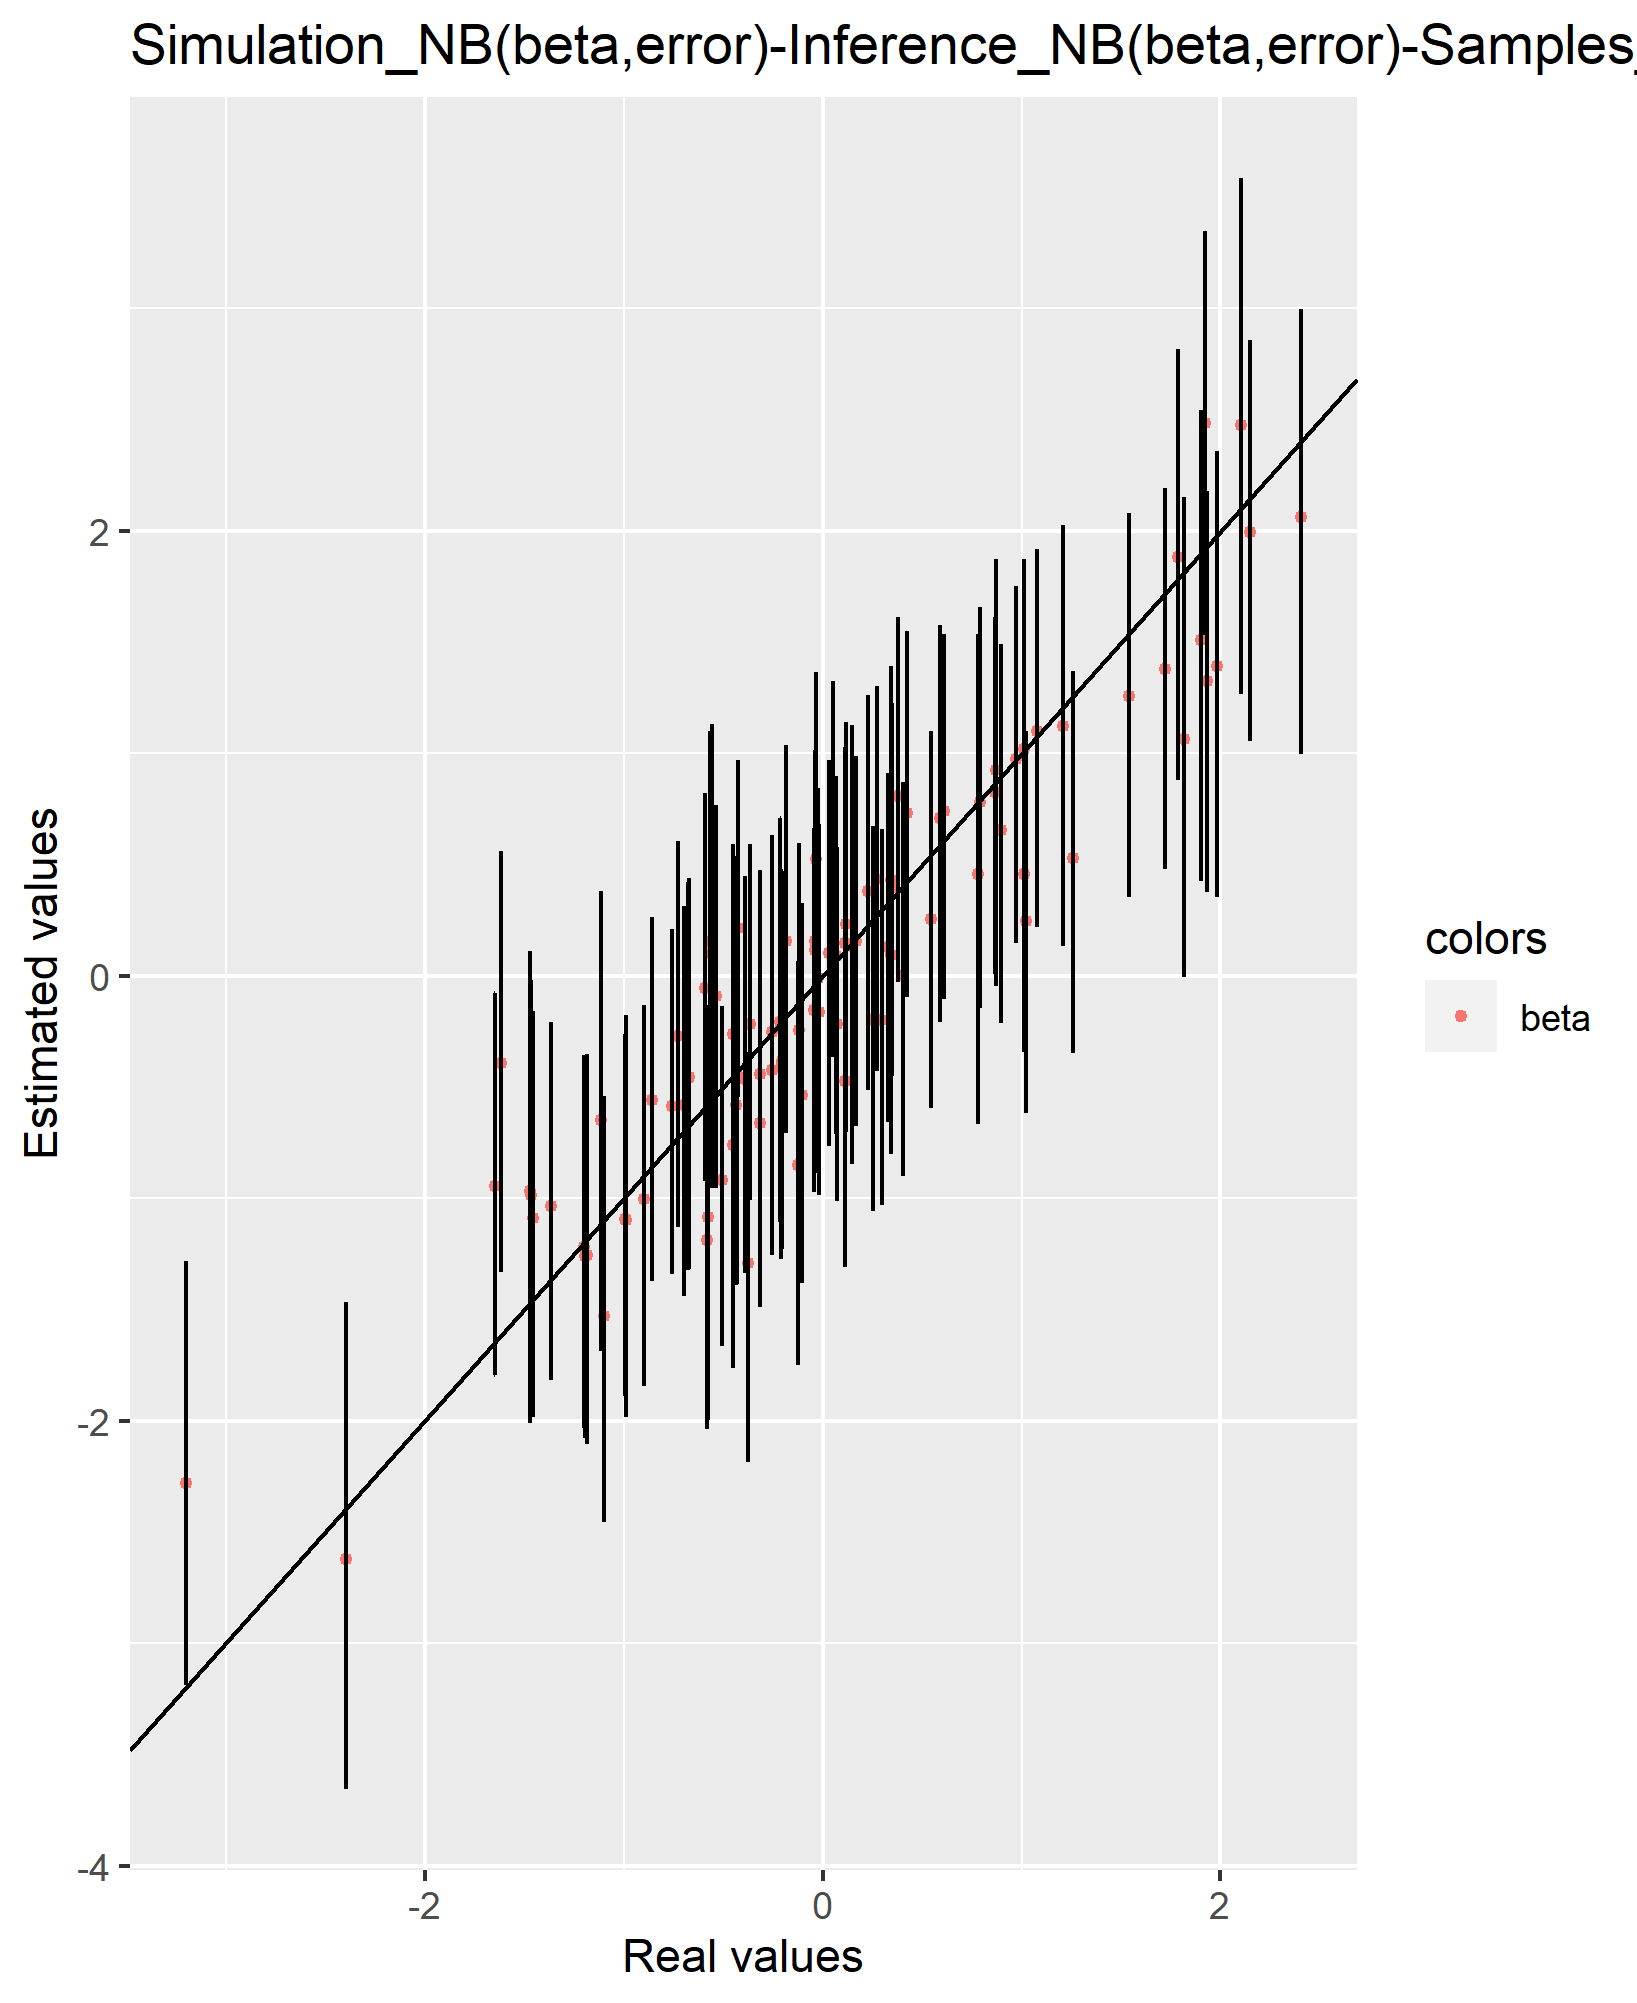 Simulation_NB(beta,error)-Inference_NB(beta,error)-Samples_
Estimated values
2
0
-2
-4
-2
0
2
Real values
colors
beta